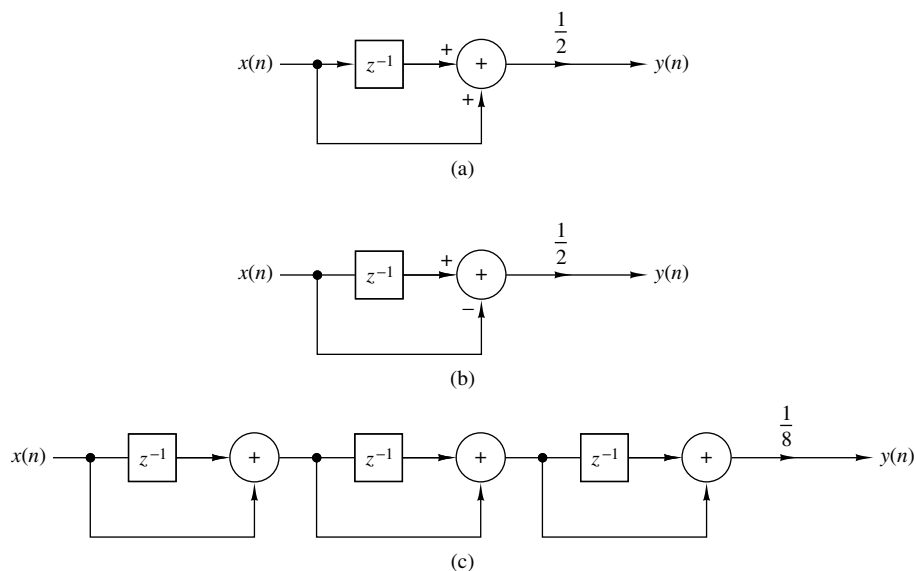 1
2
x(n) z⁻¹ + + + y(n)
(a)
1
2
x(n) z⁻¹ + + − y(n)
(b)
1
8
x(n) z⁻¹ + z⁻¹ + z⁻¹ + y(n)
(c)